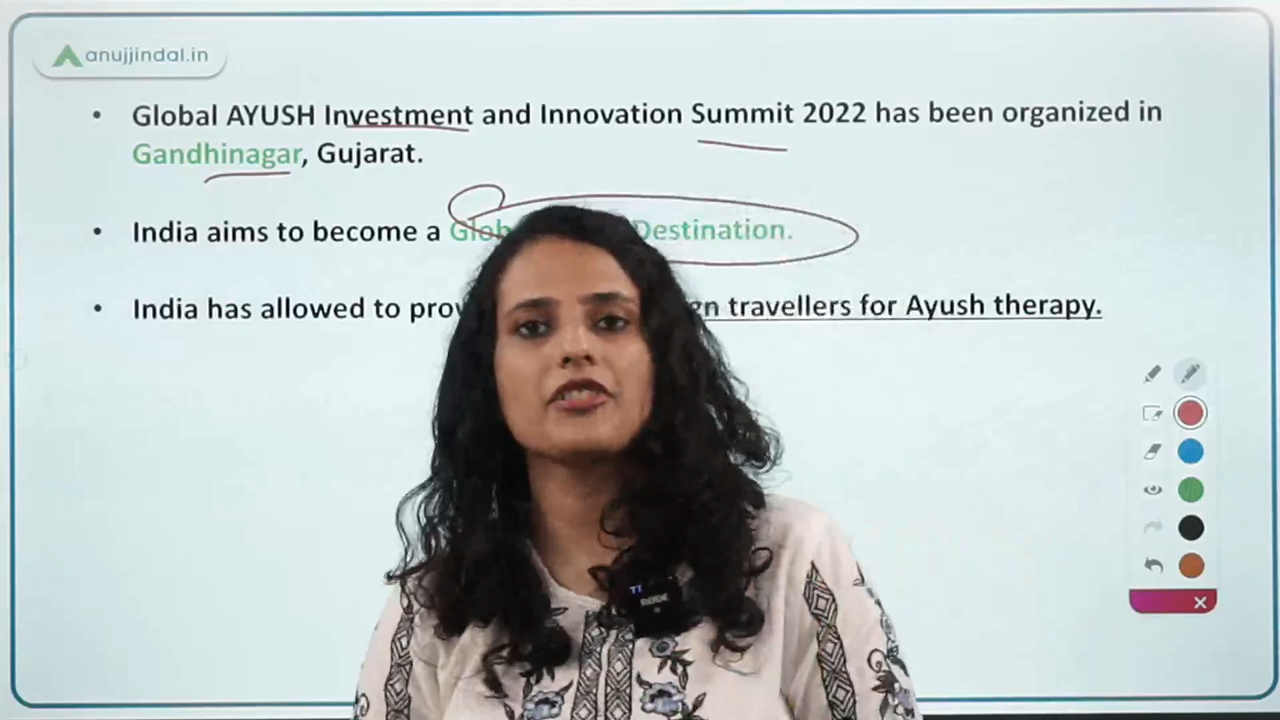 anujjindal.in
• Global AYUSH Investment and Innovation Summit 2022 has been organized in
Gandhinagar, Gujarat.
• India aims to become a Destination.
• India has allowed to travellers for Ayush therapy.
RODE